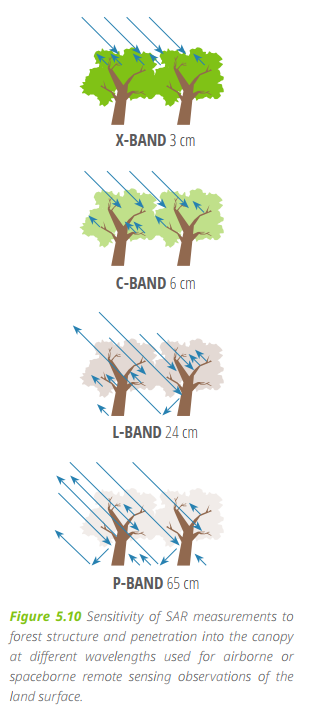 X-BAND 3 cm
C-BAND 6 cm
L-BAND 24 cm
P-BAND 65 cm
Figure 5.10 Sensitivity of SAR measurements to
forest structure and penetration into the canopy
at different wavelengths used for airborne or
spaceborne remote sensing observations of the
land surface.